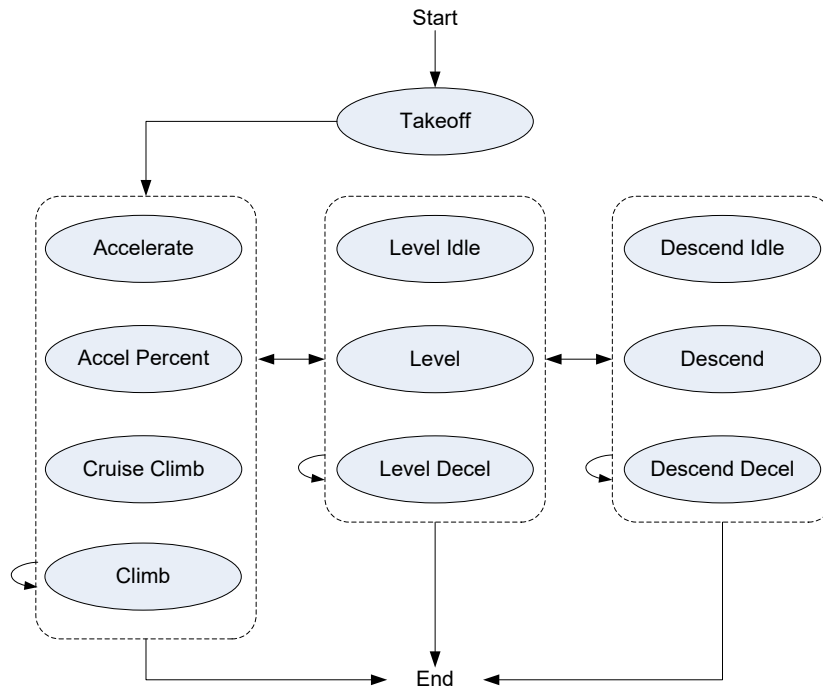 Start
Takeoff
Accelerate
Level Idle
Descend Idle
Accel Percent
Level
Descend
Cruise Climb
Level Decel
Descend Decel
Climb
End